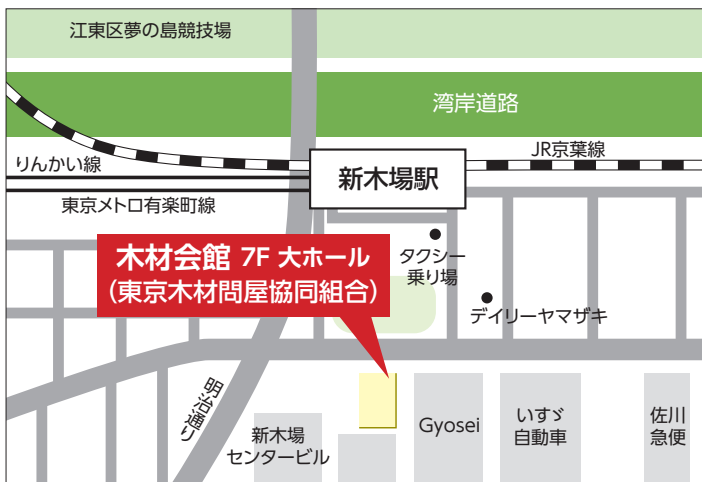 江東区夢の島競技場
湾岸道路
JR京葉線
りんかい線
新木場駅
東京メトロ有楽町線
木材会館 7F 大ホール
(東京木材問屋協同組合)
タクシー
乗り場
デイリーヤマザキ
明治通り
新木場
センタービル
Gyosei
いすゞ
自動車
佐川
急便